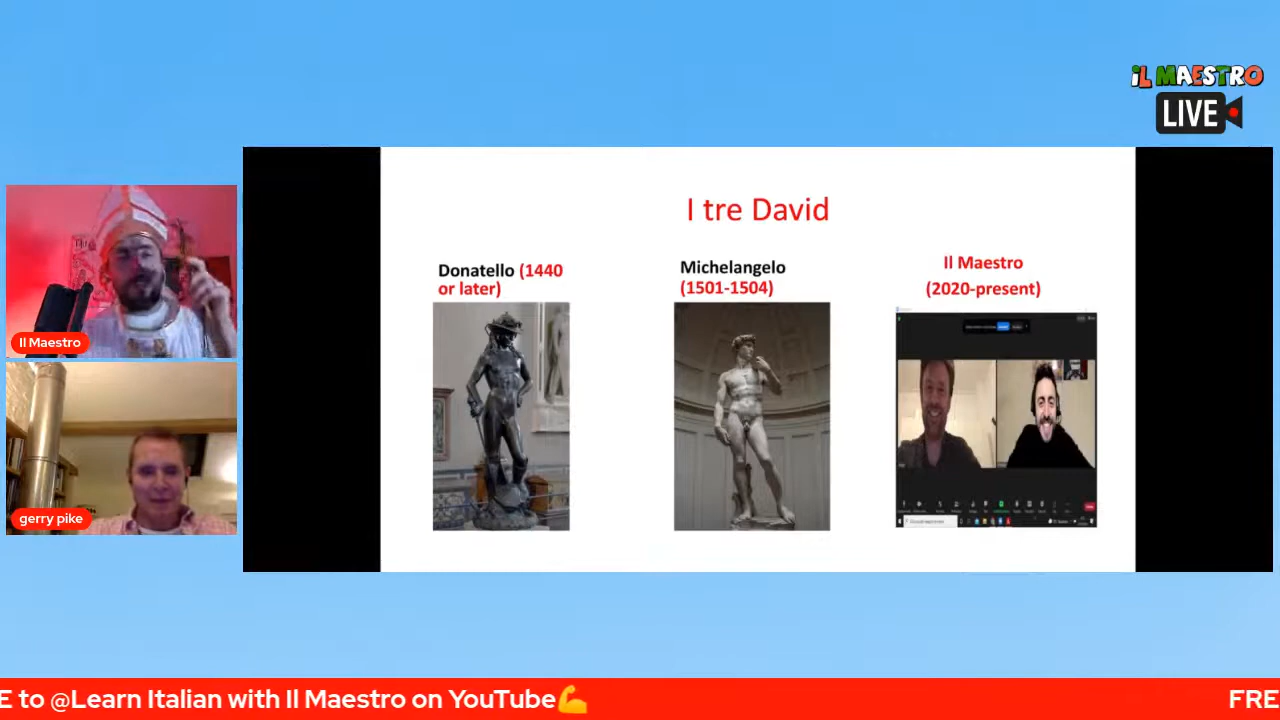 IL MAESTRO
LIVE
I tre David
Donatello (1440
or later)
Michelangelo
(1501-1504)
Il Maestro
(2020-present)
Il Maestro
gerry pike
E to @Learn Italian with Il Maestro on YouTube💪
FRE